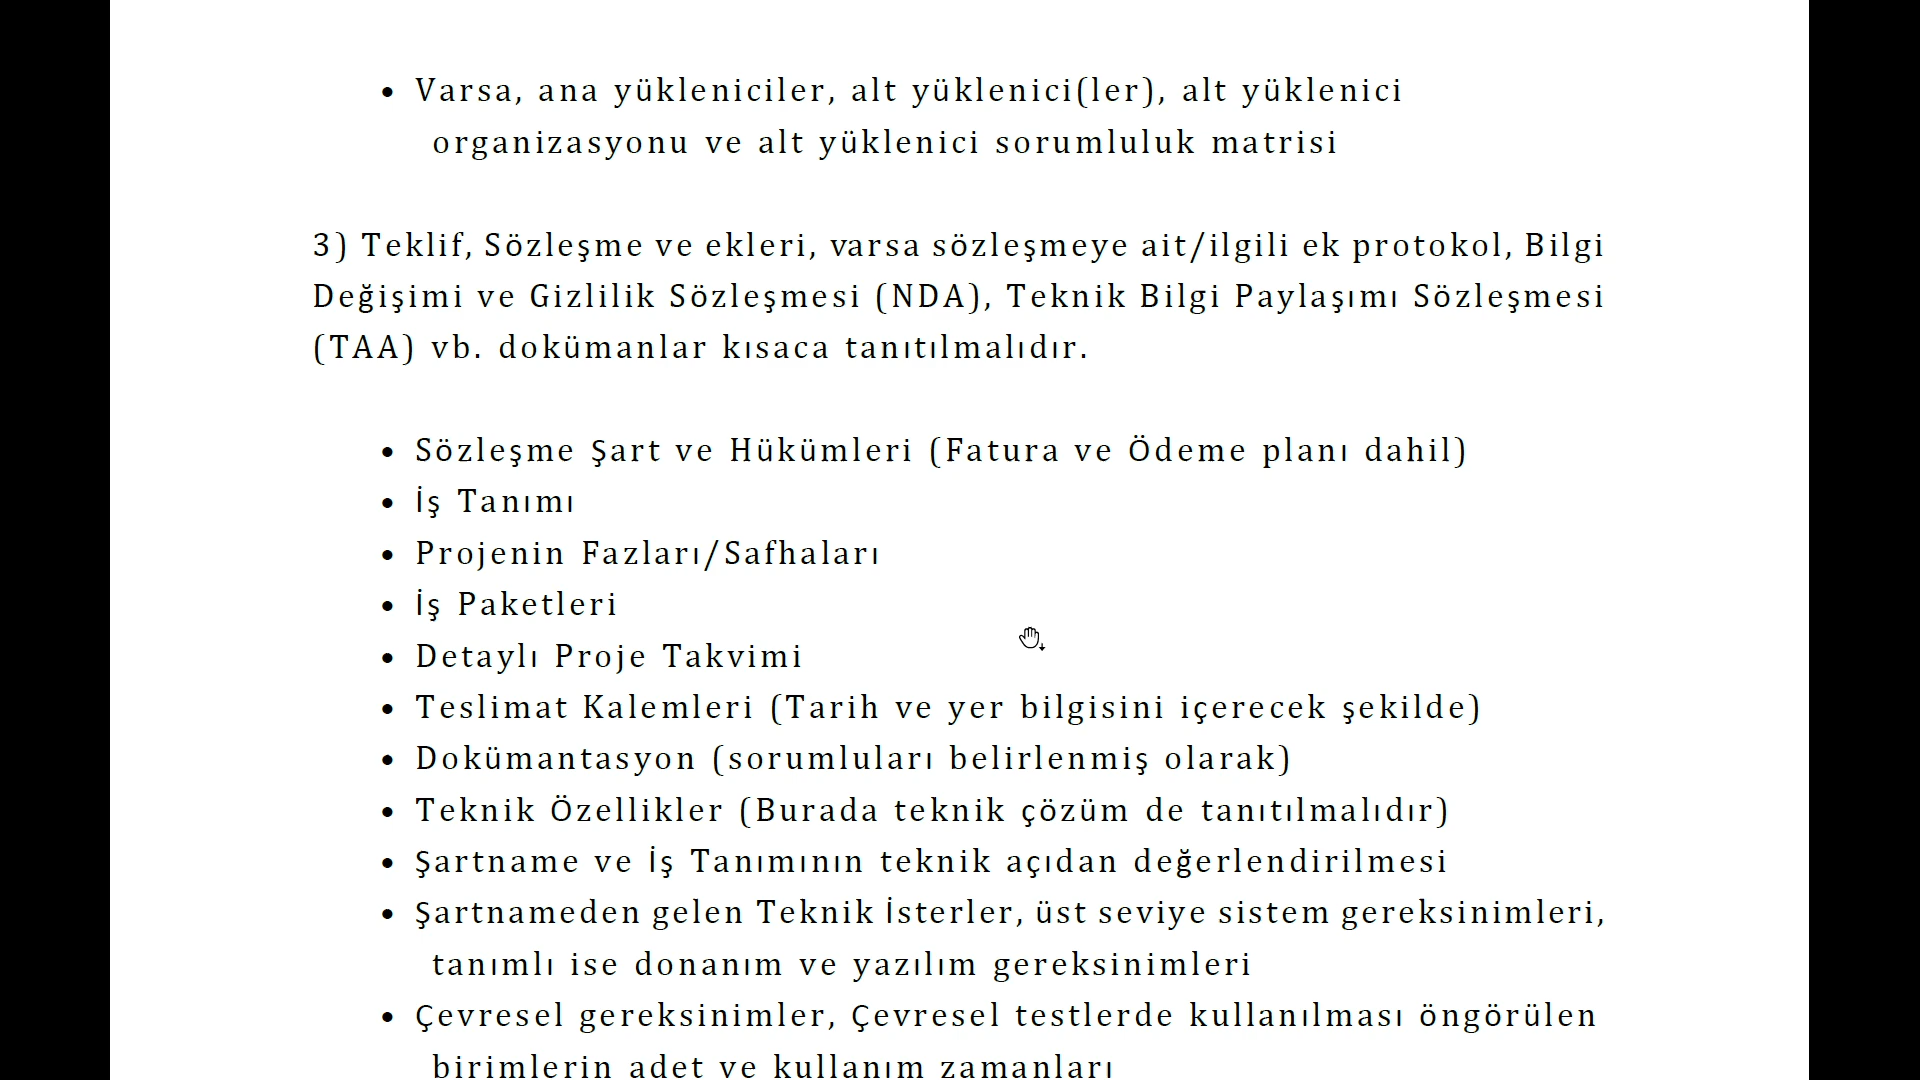 • Varsa, ana yükleniciler, alt yüklenici(ler), alt yüklenici
organizasyonu ve alt yüklenici sorumluluk matrisi
3) Teklif, Sözleşme ve ekleri, varsa sözleşmeye ait/ilgili ek protokol, Bilgi
Değişimi ve Gizlilik Sözleşmesi (NDA), Teknik Bilgi Paylaşımı Sözleşmesi
(TAA) vb. dokümanlar kısaca tanıtılmalıdır.
• Sözleşme Şart ve Hükümleri (Fatura ve Ödeme planı dahil)
• İş Tanımı
• Projenin Fazları/Safhaları
• İş Paketleri
• Detaylı Proje Takvimi
• Teslimat Kalemleri (Tarih ve yer bilgisini içerecek şekilde)
• Dokümantasyon (sorumluları belirlenmiş olarak)
• Teknik Özellikler (Burada teknik çözüm de tanıtılmalıdır)
• Şartname ve İş Tanımının teknik açıdan değerlendirilmesi
• Şartnameden gelen Teknik İsterler, üst seviye sistem gereksinimleri,
tanımlı ise donanım ve yazılım gereksinimleri
• Çevresel gereksinimler, Çevresel testlerde kullanılması öngörülen
birimlerin adet ve kullanım zamanları